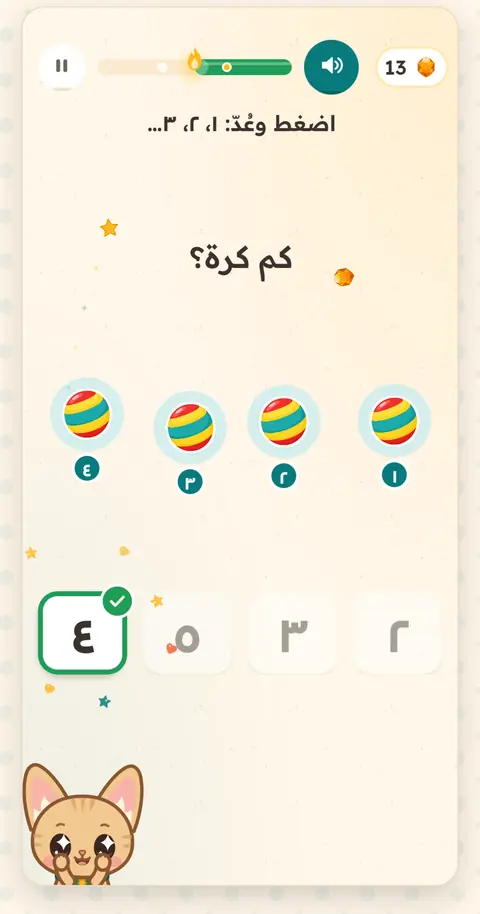 13
اضغط وعُدّ: ١، ٢، ٣...
كم كرة؟
١ ٢ ٣ ٤
٢ ٣ ٥ ٤